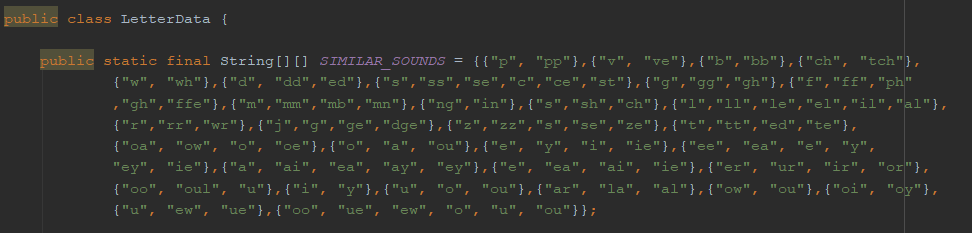 public class LetterData {
public static final String[][] SIMILAR_SOUNDS = {{"p", "pp"},{"v", "ve"},{"b","bb"},{"ch", "tch"},
{"w", "wh"},{"d", "dd","ed"},{"s","ss","se","c","ce","st"},{"g","gg","gh"},{"f","ff","ph"
,"gh","ffe"},{"m","mm","mb","mn"},{"ng","in"},{"s","sh","ch"},{"l","ll","le","el","il","al"},
{"r","rr","wr"},{"j","g","ge","dge"},{"z","zz","s","se","ze"},{"t","tt","ed","te"},
{"oa", "ow", "o", "oe"},{"o", "a", "ou"},{"e", "y", "i", "ie"},{"ee", "ea", "e", "y",
"ey", "ie"},{"a", "ai", "ea", "ay", "ey"},{"e", "ea", "ai", "ie"},{"er", "ur", "ir", "or"},
{"oo", "oul", "u"},{"i", "y"},{"u", "o", "ou"},{"ar", "la", "al"},{"ow", "ou"},{"oi", "oy"},
{"u", "ew", "ue"},{"oo", "ue", "ew", "o", "u", "ou"}};